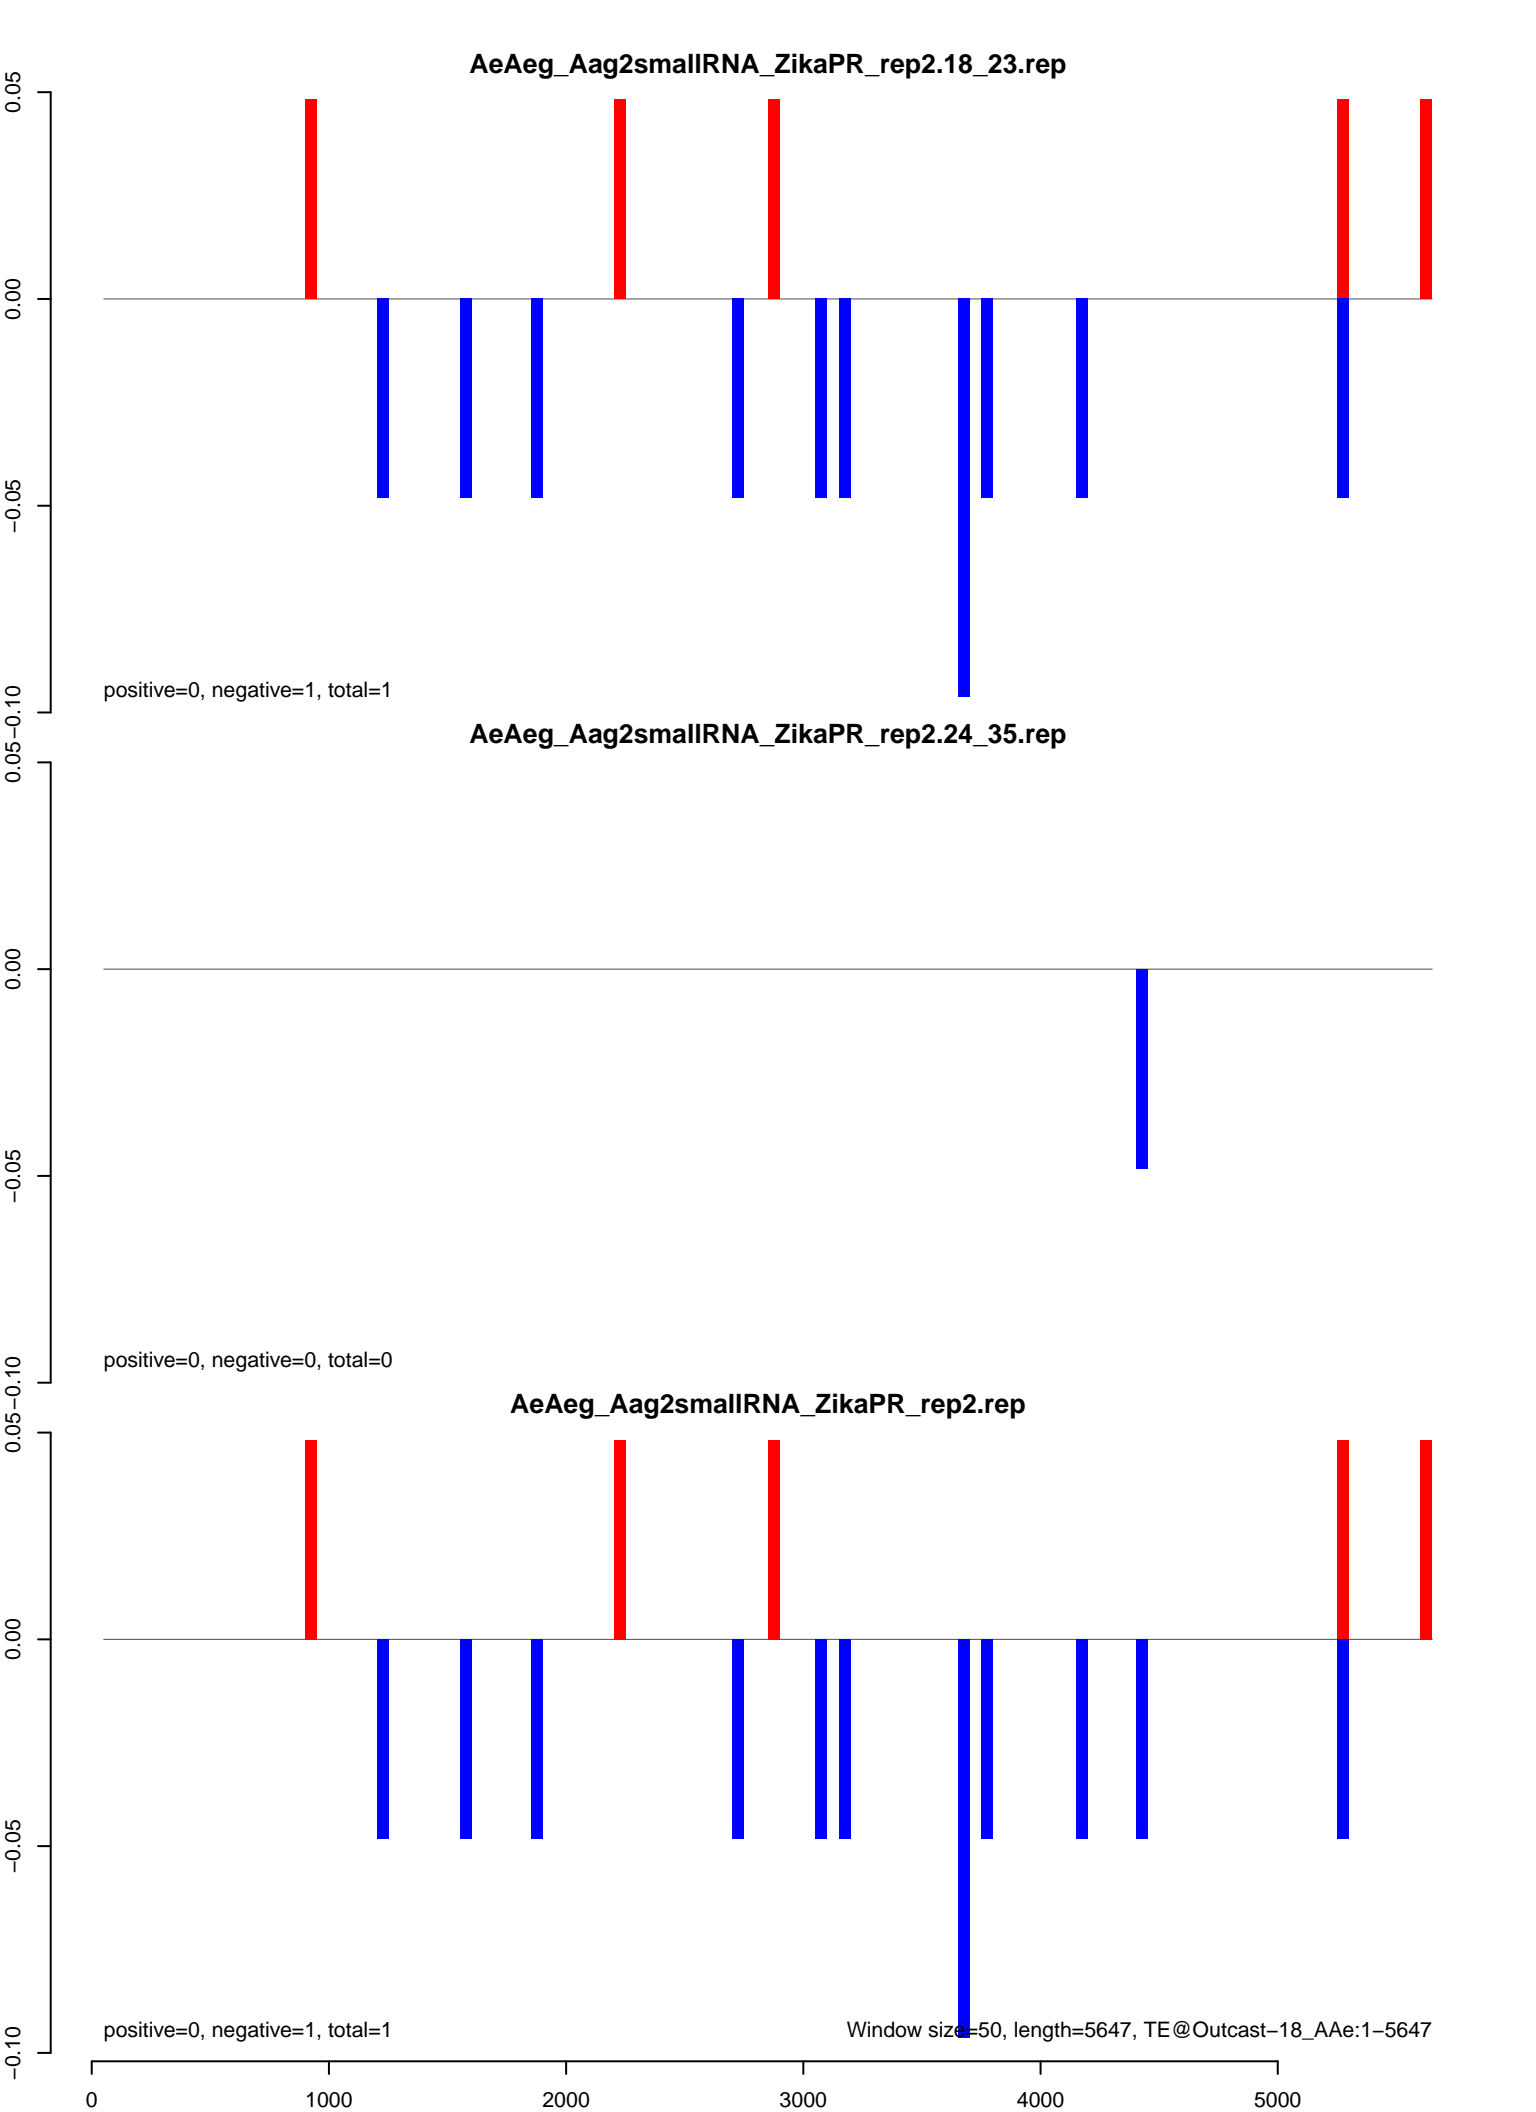 AeAeg_Aag2smallRNA_ZikaPR_rep2.18_23.rep
0.05
0.00
−0.05
−0.10
positive=0, negative=1, total=1
AeAeg_Aag2smallRNA_ZikaPR_rep2.24_35.rep
0.05
0.00
−0.05
−0.10
positive=0, negative=0, total=0
AeAeg_Aag2smallRNA_ZikaPR_rep2.rep
0.05
0.00
−0.05
−0.10
positive=0, negative=1, total=1
Window size=50, length=5647, TE@Outcast−18_AAe:1−5647
0 1000 2000 3000 4000 5000